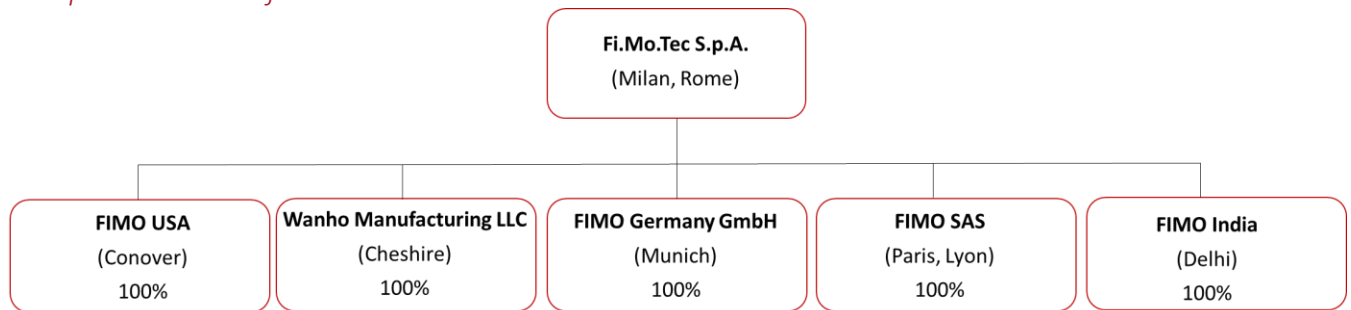 Fi.Mo.Tec S.p.A.
(Milan, Rome)
FIMO USA
(Conover)
100%
Wanho Manufacturing LLC
(Cheshire)
100%
FIMO Germany GmbH
(Munich)
100%
FIMO SAS
(Paris, Lyon)
100%
FIMO India
(Delhi)
100%